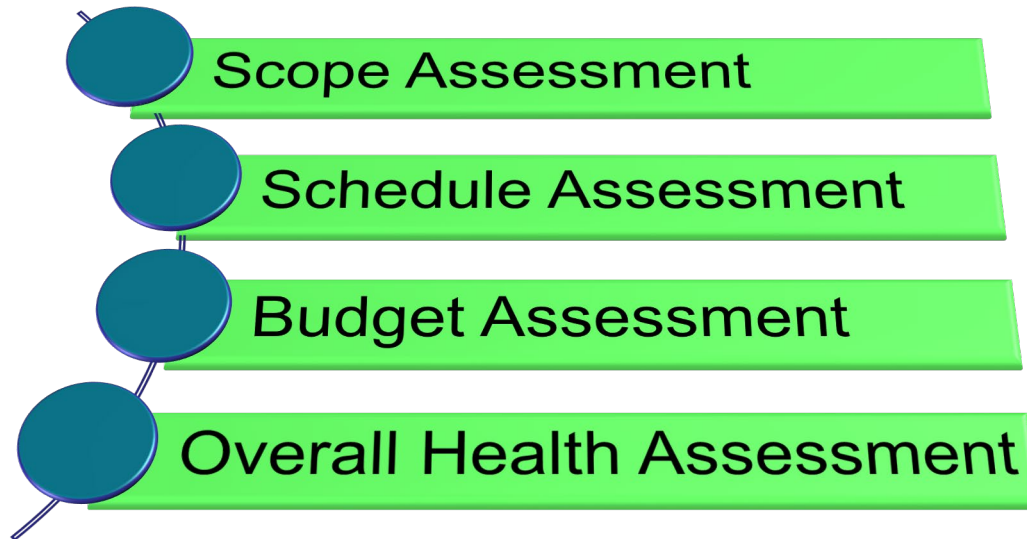 Scope Assessment
Schedule Assessment
Budget Assessment
Overall Health Assessment